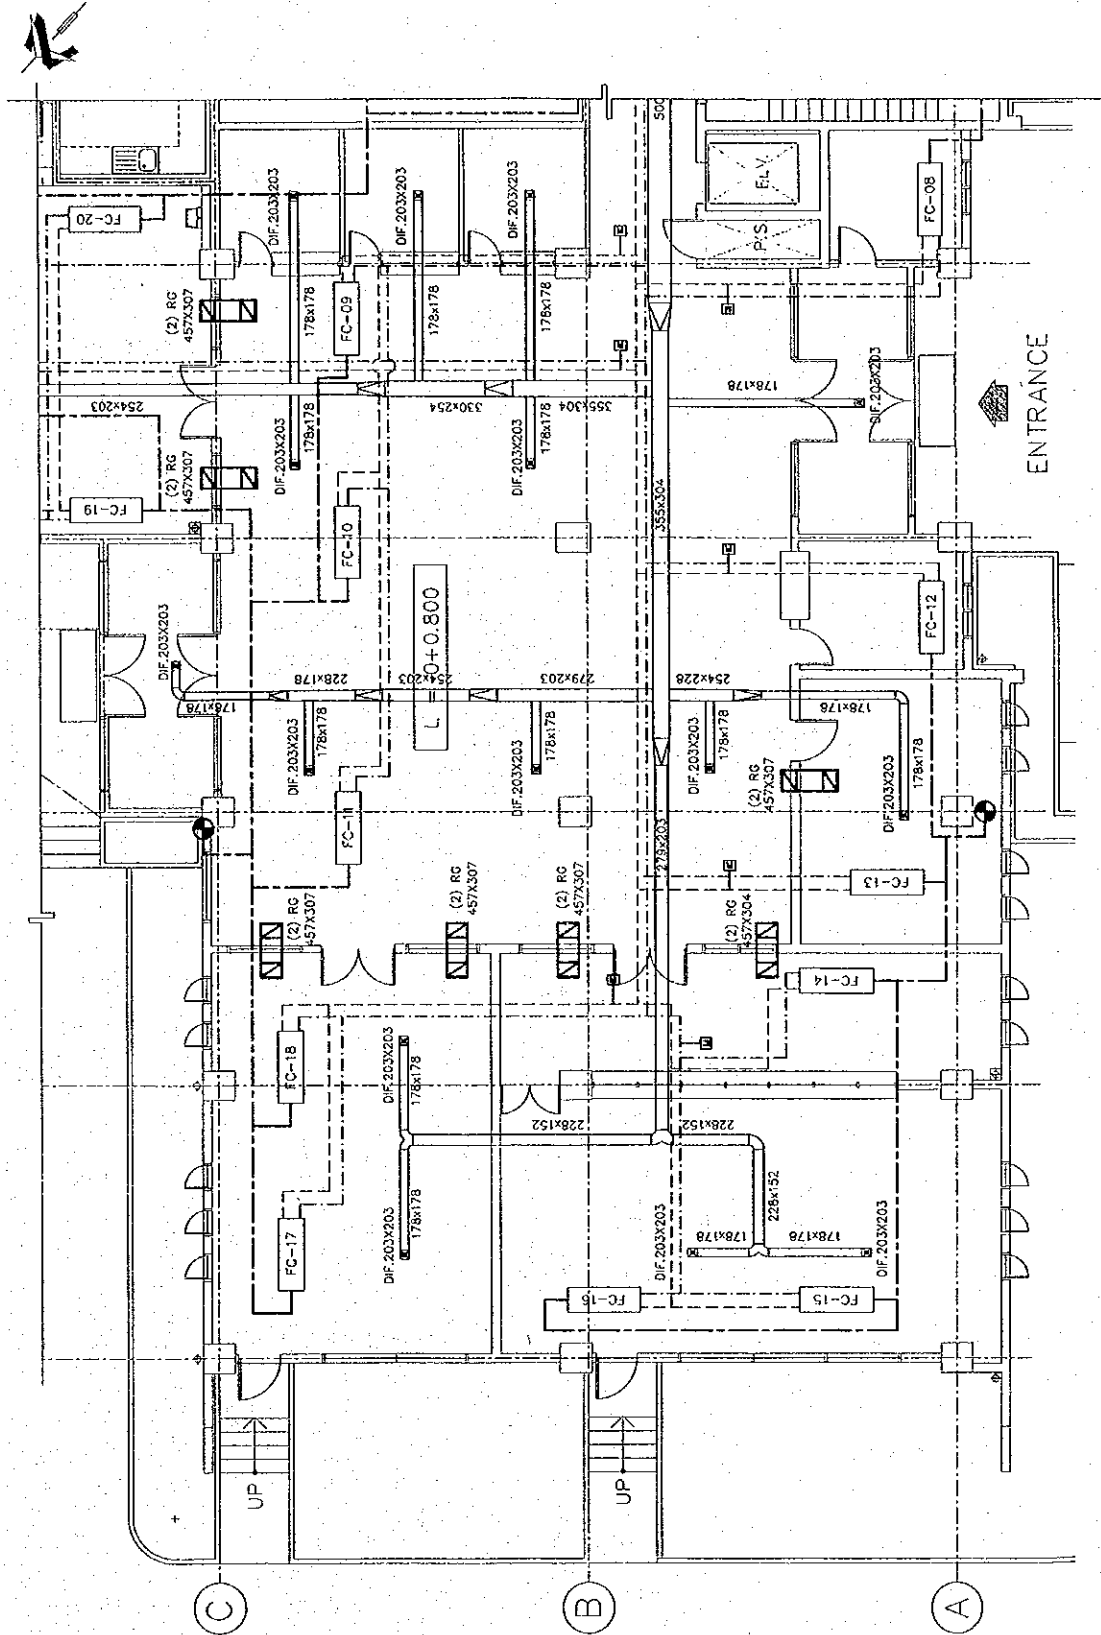 FC-20
DIF.203X203
DIF.203X203
DIF.203X203
ELV.
P/S
FC-08
(2) RG
457X307
178x178
FC-09
178x178
178x178
254x203
330x254
355x304
178x178
DIF.203X203
ENTRANCE
178x178
178x178
DIF.203X203
DIF.203X203
(2) RG
457X307
FC-19
FC-10
355x304
FC-12
DIF.203X203
178x178
228x178
254x203
279x203
254x228
178x178
DIF.203X203
178x178
DIF.203X203
178x178
DIF.203X203
178x178
(2) RG
457X307
DIF.203X203
178x178
FC-11
279x203
FC-13
(2) RG
457X307
(2) RG
457X307
(2) RG
457X307
(2) RG
457X304
FC-14
FC-18
DIF.203X203
178x178
228x152
228x152
228x152
FC-17
DIF.203X203
178x178
DIF.203X203
178x178
178x178
DIF.203X203
FC-16
FC-15
UP
UP
C
B
A